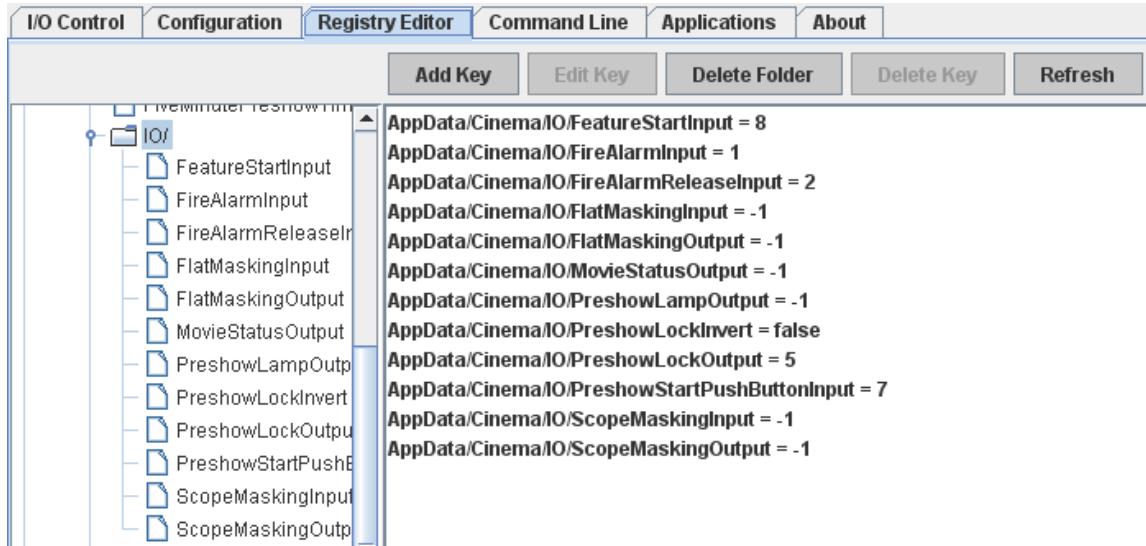 I/O Control Configuration Registry Editor Command Line Applications About
Add Key Edit Key Delete Folder Delete Key Refresh
IO/
FeatureStartInput
FireAlarmInput
FireAlarmReleaseIn
FlatMaskingInput
FlatMaskingOutput
MovieStatusOutput
PreshowLampOutp
PreshowLockInvert
PreshowLockOutpu
PreshowStartPushB
ScopeMaskingInput
ScopeMaskingOutp
AppData/Cinema/IO/FeatureStartInput = 8
AppData/Cinema/IO/FireAlarmInput = 1
AppData/Cinema/IO/FireAlarmReleaseInput = 2
AppData/Cinema/IO/FlatMaskingInput = -1
AppData/Cinema/IO/FlatMaskingOutput = -1
AppData/Cinema/IO/MovieStatusOutput = -1
AppData/Cinema/IO/PreshowLampOutput = -1
AppData/Cinema/IO/PreshowLockInvert = false
AppData/Cinema/IO/PreshowLockOutput = 5
AppData/Cinema/IO/PreshowStartPushButtonInput = 7
AppData/Cinema/IO/ScopeMaskingInput = -1
AppData/Cinema/IO/ScopeMaskingOutput = -1